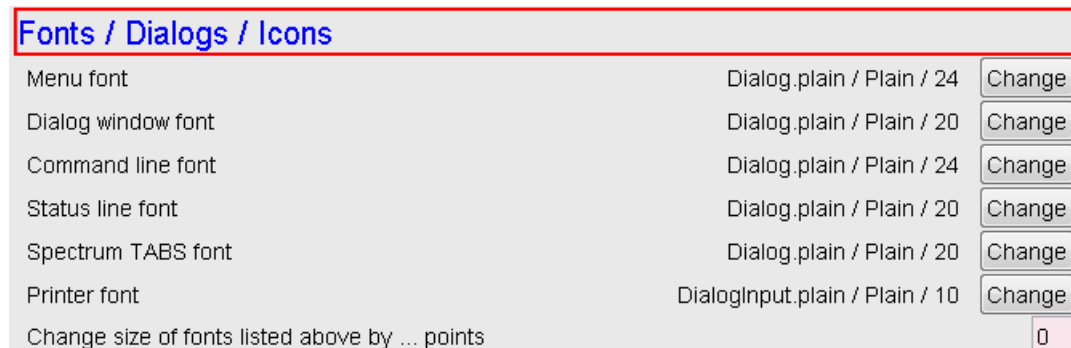 Fonts / Dialogs / Icons
Menu font Dialog.plain / Plain / 24 Change
Dialog window font Dialog.plain / Plain / 20 Change
Command line font Dialog.plain / Plain / 24 Change
Status line font Dialog.plain / Plain / 20 Change
Spectrum TABS font Dialog.plain / Plain / 20 Change
Printer font DialogInput.plain / Plain / 10 Change
Change size of fonts listed above by ... points 0